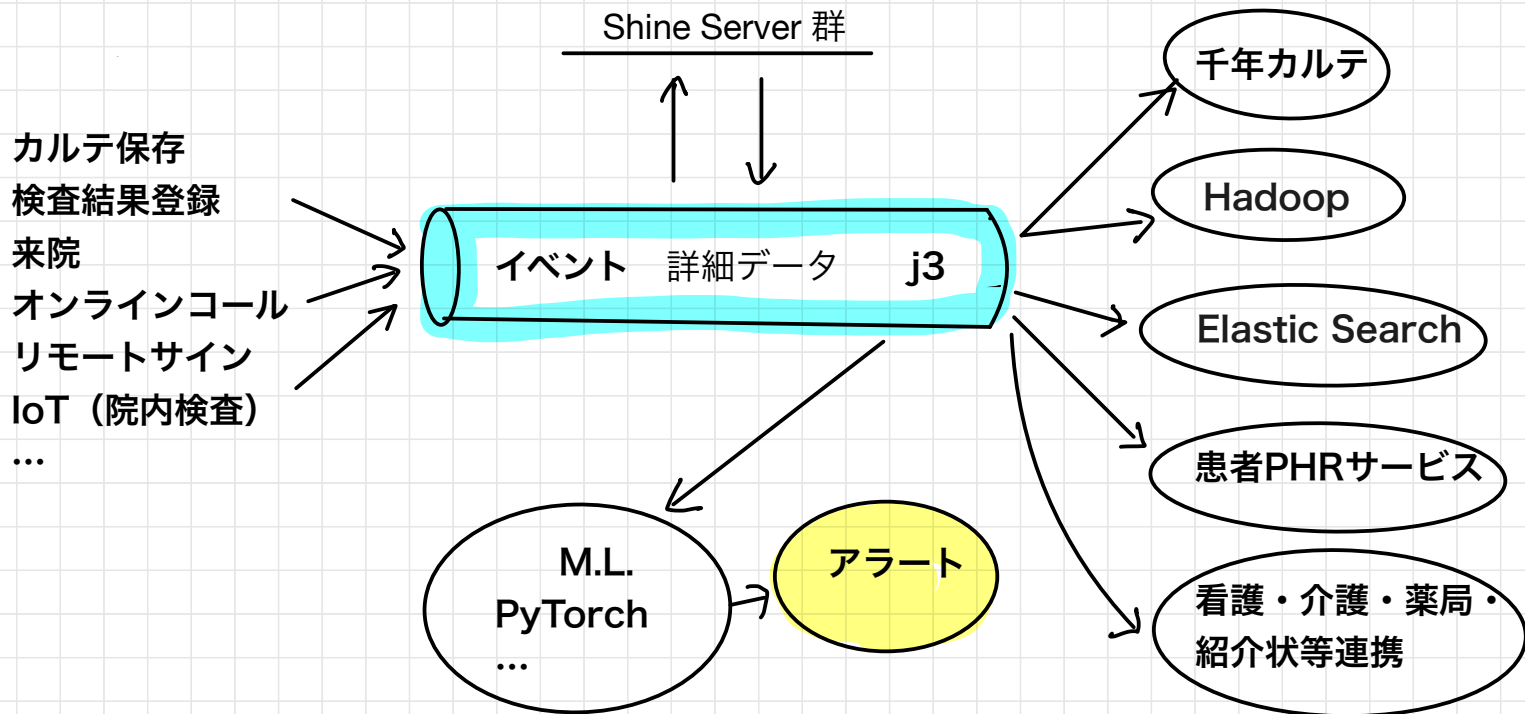 Shine Server 群
カルテ保存
検査結果登録
来院
オンラインコール
リモートサイン
IoT（院内検査）
…
イベント　詳細データ　j3
千年カルテ
Hadoop
Elastic Search
患者PHRサービス
看護・介護・薬局・
紹介状等連携
M.L.
PyTorch
…
アラート